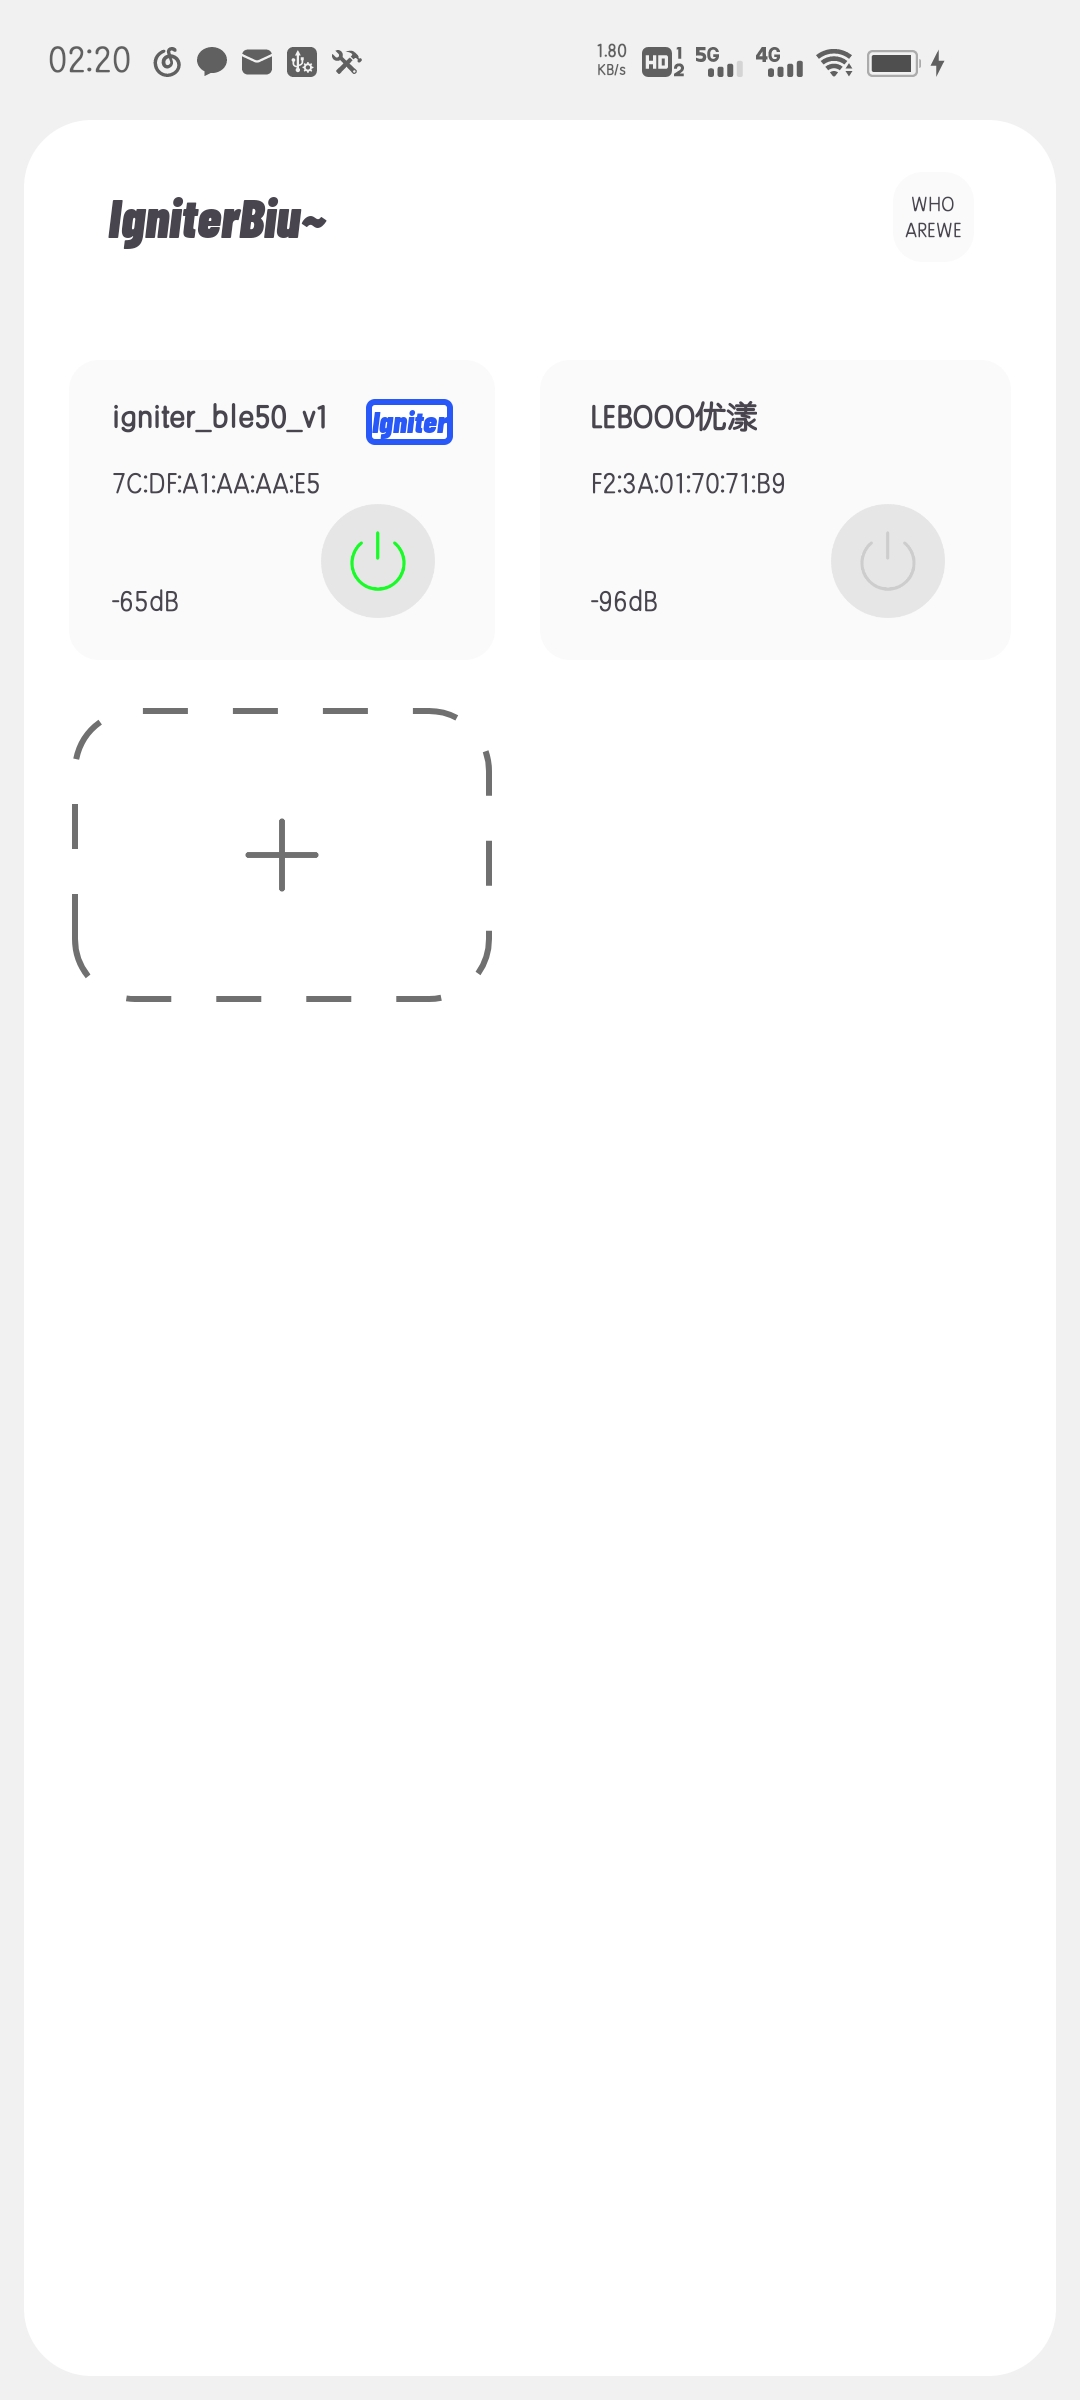 02:20
1.80
KB/s
HD 1 2
5G
4G
IgniterBiu~
WHO
AREWE
igniter_ble50_v1
Igniter
7C:DF:A1:AA:AA:E5
-65dB
LEBOOO优漾
F2:3A:01:70:71:B9
-96dB